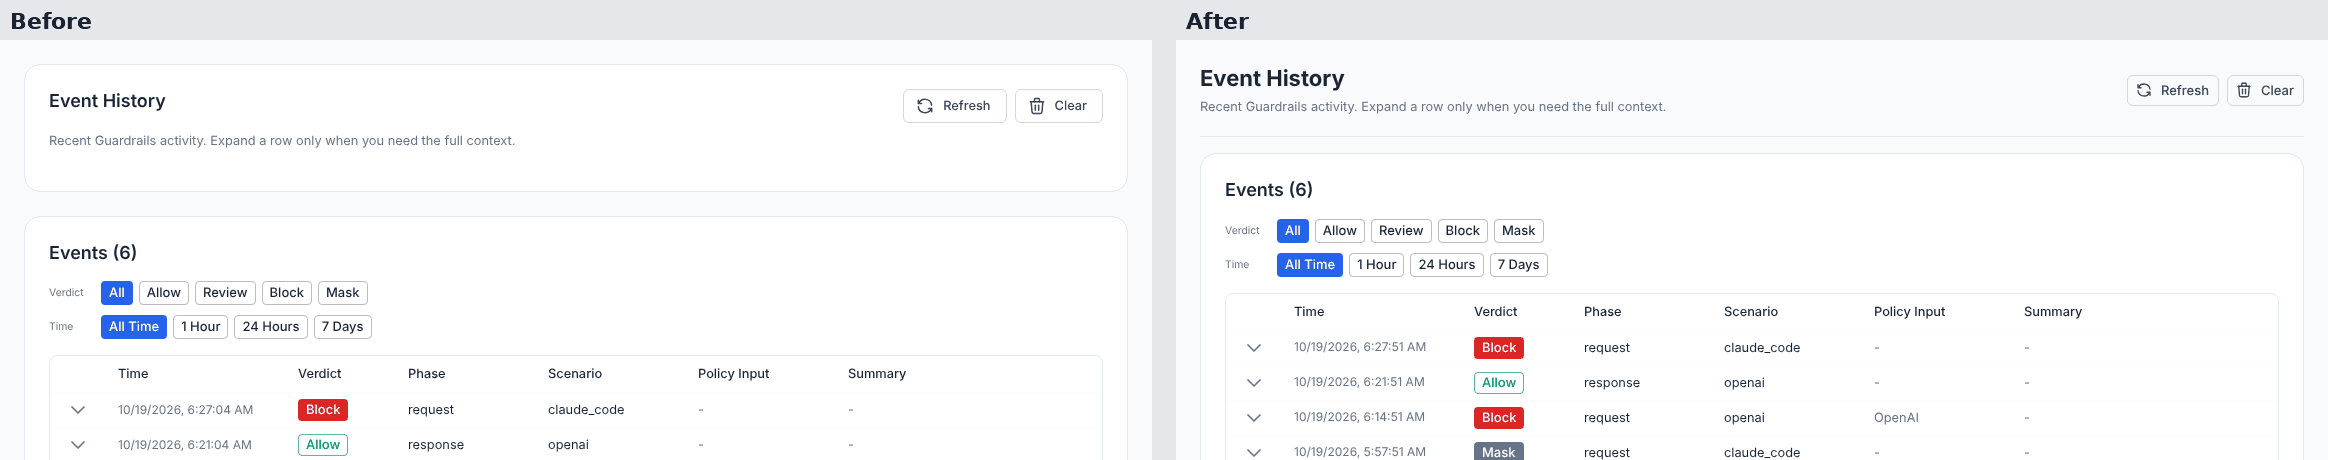 Before
Event History
Refresh
Clear
Recent Guardrails activity. Expand a row only when you need the full context.
Events (6)
Verdict All Allow Review Block Mask
Time All Time 1 Hour 24 Hours 7 Days
Time Verdict Phase Scenario Policy Input Summary
10/19/2026, 6:27:04 AM Block request claude_code - -
10/19/2026, 6:21:04 AM Allow response openai - -
After
Event History
Refresh
Clear
Recent Guardrails activity. Expand a row only when you need the full context.
Events (6)
Verdict All Allow Review Block Mask
Time All Time 1 Hour 24 Hours 7 Days
Time Verdict Phase Scenario Policy Input Summary
10/19/2026, 6:27:51 AM Block request claude_code - -
10/19/2026, 6:21:51 AM Allow response openai - -
10/19/2026, 6:14:51 AM Block request openai OpenAI -
10/19/2026, 5:57:51 AM Mask request claude_code - -